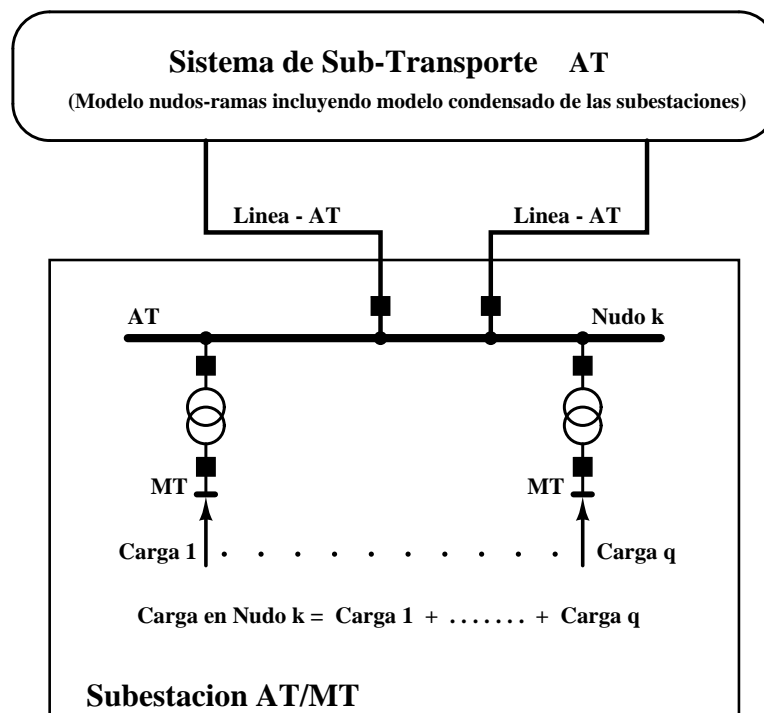 Sistema de Sub-Transporte AT
(Modelo nudos-ramas incluyendo modelo condensado de las subestaciones)
Linea - AT
Linea - AT
AT
Nudo k
MT
MT
Carga 1 . . . . . . . . . . Carga q
Carga en Nudo k = Carga 1 + . . . . . . . + Carga q
Subestacion AT/MT